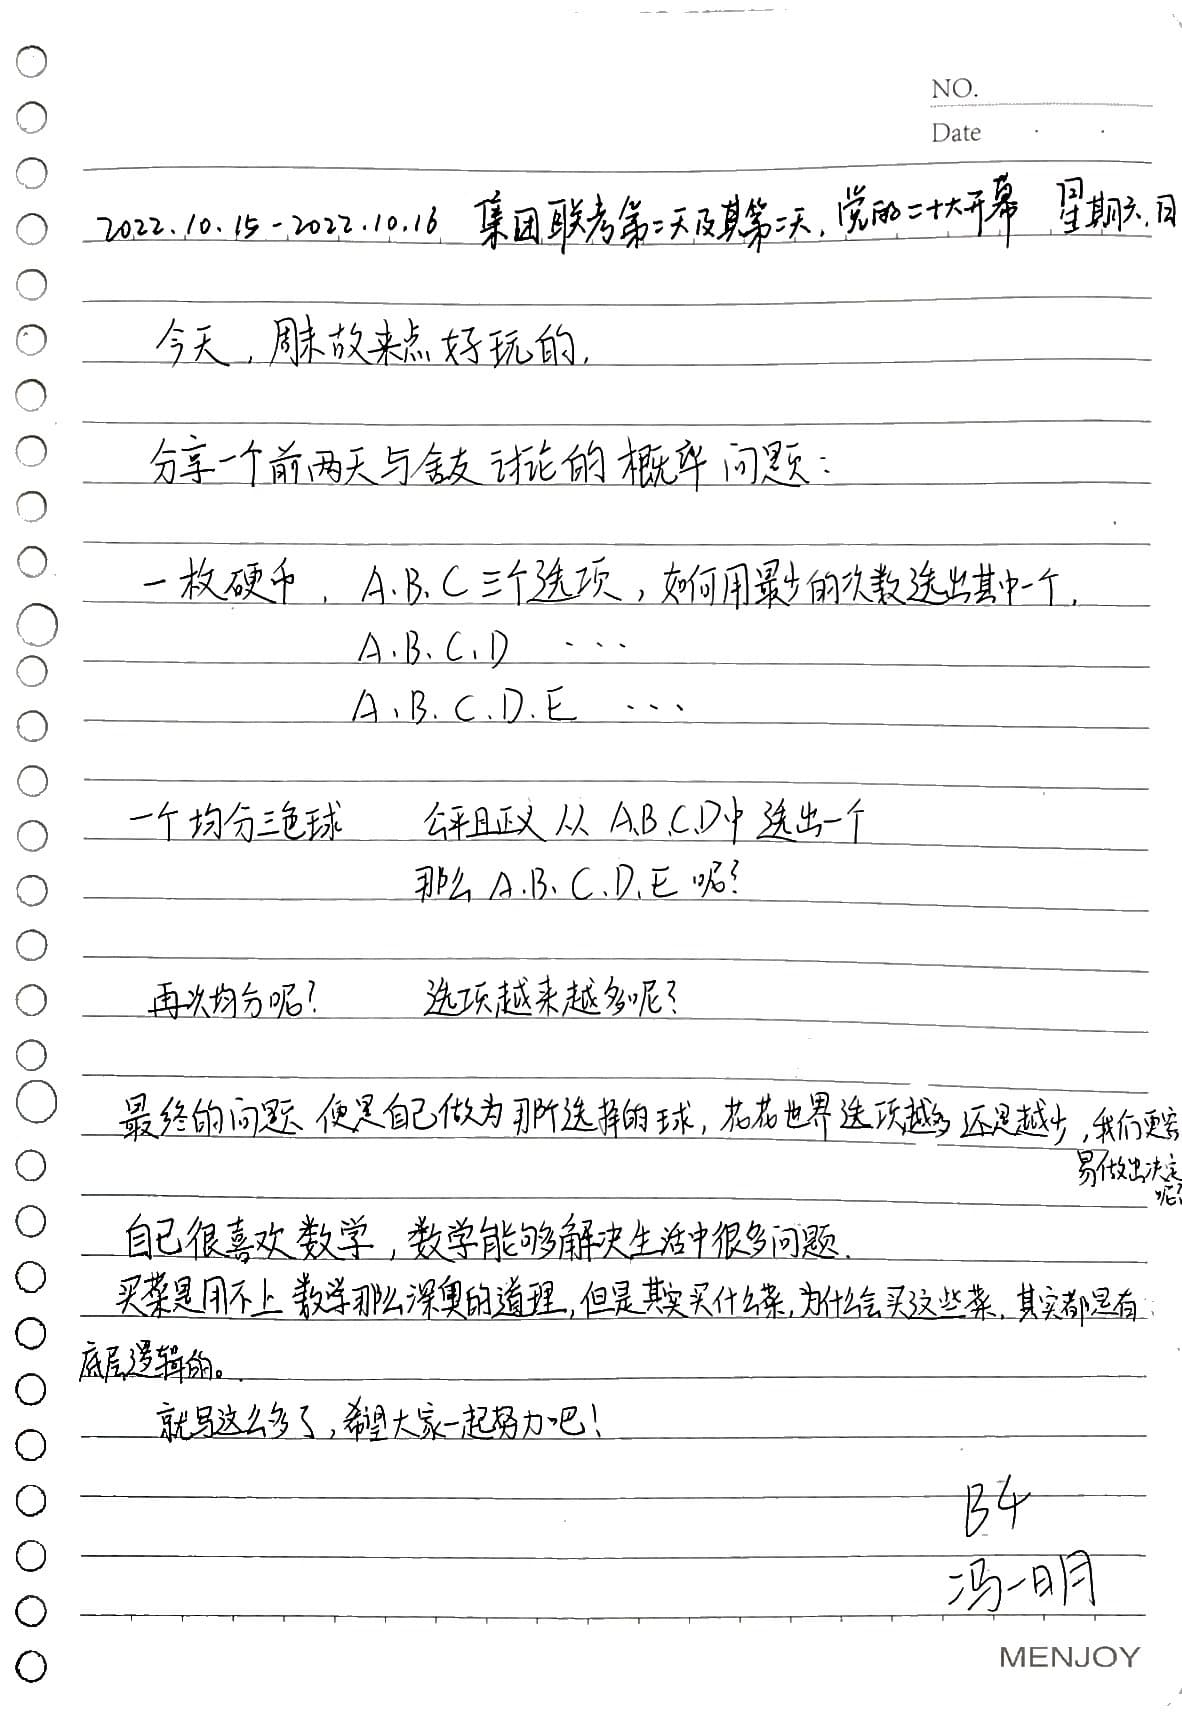 NO.
Date
2022.10.15-2022.10.16 集团联考第二天及其第二天,党的二十大开幕 星期六、日
今天,周末故来点好玩的.
分享一个前两天与舍友讨论的概率问题:
一枚硬币, A.B.C三个选项,如何用最少的次数选出其中一个.
A.B.C.D ...
A.B.C.D.E ...
一个均分三色球 公平且正义从A.B.C.D中选出一个
那么A.B.C.D.E呢?
再次均分呢? 选项越来越多呢?
最终的问题便是自己做为那所选择的球,花花世界选项越多还是越少,我们更容
易做出决定
呢?
自己很喜欢数学,数学能够解决生活中很多问题.
买菜是用不上数学那么深奥的道理,但是其实买什么菜,为什么会买这些菜,其实都是有
底层逻辑的。
就写这么多了,希望大家一起努力吧!
B4
冯一日月
MENJOY